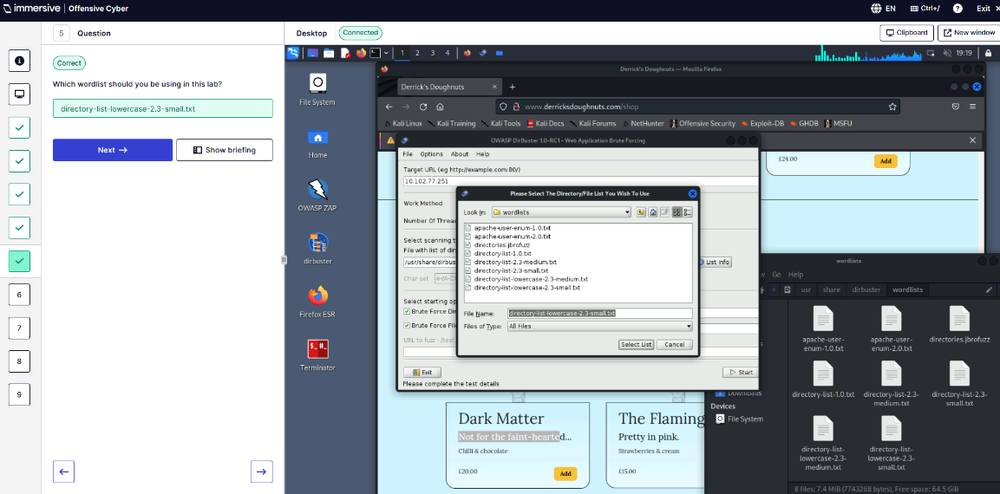 immersive | Offensive Cyber
EN
Ctrl+/
?
Exit
5 Question
Correct
Which wordlist should you be using in this lab?
directory-list-lowercase-2.3-small.txt
Next →
Show briefing
6
7
8
9
Desktop
Connected
Clipboard
New window
1 2 3 4
19:19
File System
Home
OWASP ZAP
dirbuster
Firefox ESR
Terminator
Derrick's Doughnuts — Mozilla Firefox
Derrick's Doughnuts
www.derricksdoughnuts.com/shop
Kali Linux Kali Training Kali Tools Kali Docs Kali Forums NetHunter Offensive Security Exploit-DB GHDB MSFU
£24.00
Add
OWASP DirBuster 1.0-RC1 - Web Application Brute Forcing
File Options About Help
Target URL (eg http://example.com:80/)
10.102.77.251
Work Method
Number Of Threa
Select scanning t
File with list of dir
/usr/share/dirbus
List Info
Char set
Select starting op
Brute Force Dir
Brute Force File
URL to fuzz - /test.
Exit
Start
Please complete the test details
Please Select The Directory/File List You Wish To Use
Look In: wordlists
apache-user-enum-1.0.txt
apache-user-enum-2.0.txt
directories.jbrofuzz
directory-list-1.0.txt
directory-list-2.3-medium.txt
directory-list-2.3-small.txt
directory-list-lowercase-2.3-medium.txt
directory-list-lowercase-2.3-small.txt
File Name: directory-list-lowercase-2.3-small.txt
Files of Type: All Files
Select List
Cancel
Dark Matter
Not for the faint-hearted...
Chilli & chocolate
£20.00
Add
The Flaming
Pretty in pink.
Strawberries & cream
£15.00
wordlists
Go Help
usr share dirbuster wordlists
apache-user-
enum-1.0.txt
apache-user-
enum-2.0.txt
directories.jbrofuzz
directory-list-1.0.txt
directory-list-2.3-
medium.txt
directory-list-2.3-
small.txt
directory-list-
lowercase-2.3-
medium.txt
directory-list-
lowercase-2.3-
small.txt
Downloads
Devices
File System
8 files: 7.4 MiB (7743268 bytes), Free space: 64.5 GiB